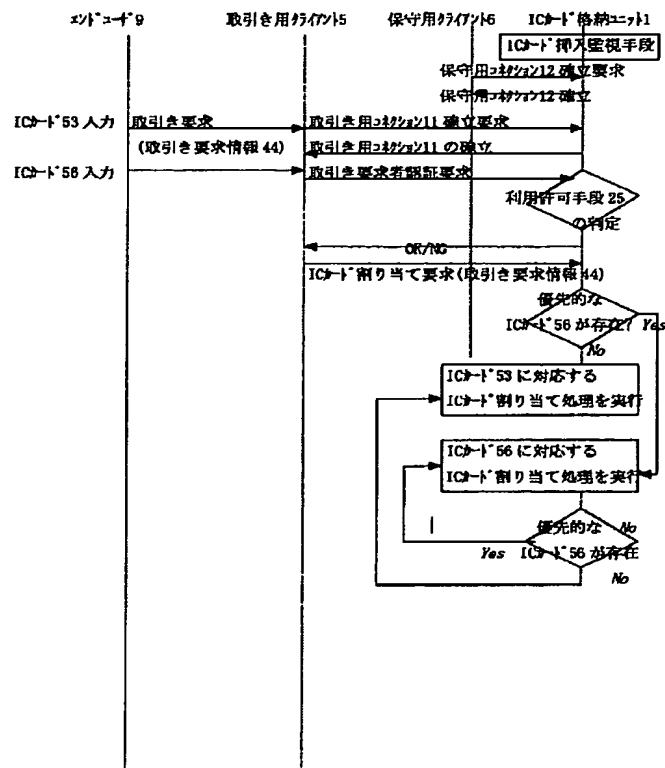 エンドユーザ9 取引き用クライアント5 保守用クライアント6 ICカード格納ユニット1
ICカード挿入監視手段
保守用コネクション12確立要求
保守用コネクション12確立
ICカード53入力 取引き要求 取引き用コネクション11確立要求
(取引き要求情報44) 取引き用コネクション11の確立
ICカード56入力 取引き要求者認証要求
利用許可手段25
の判定
OK/NG
ICカード割り当て要求(取引き要求情報44)
優先的な
ICカード56が存在? Yes
No
ICカード53に対応する
ICカード割り当て処理を実行
ICカード56に対応する
ICカード割り当て処理を実行
優先的な No
Yes ICカード56が存在
No